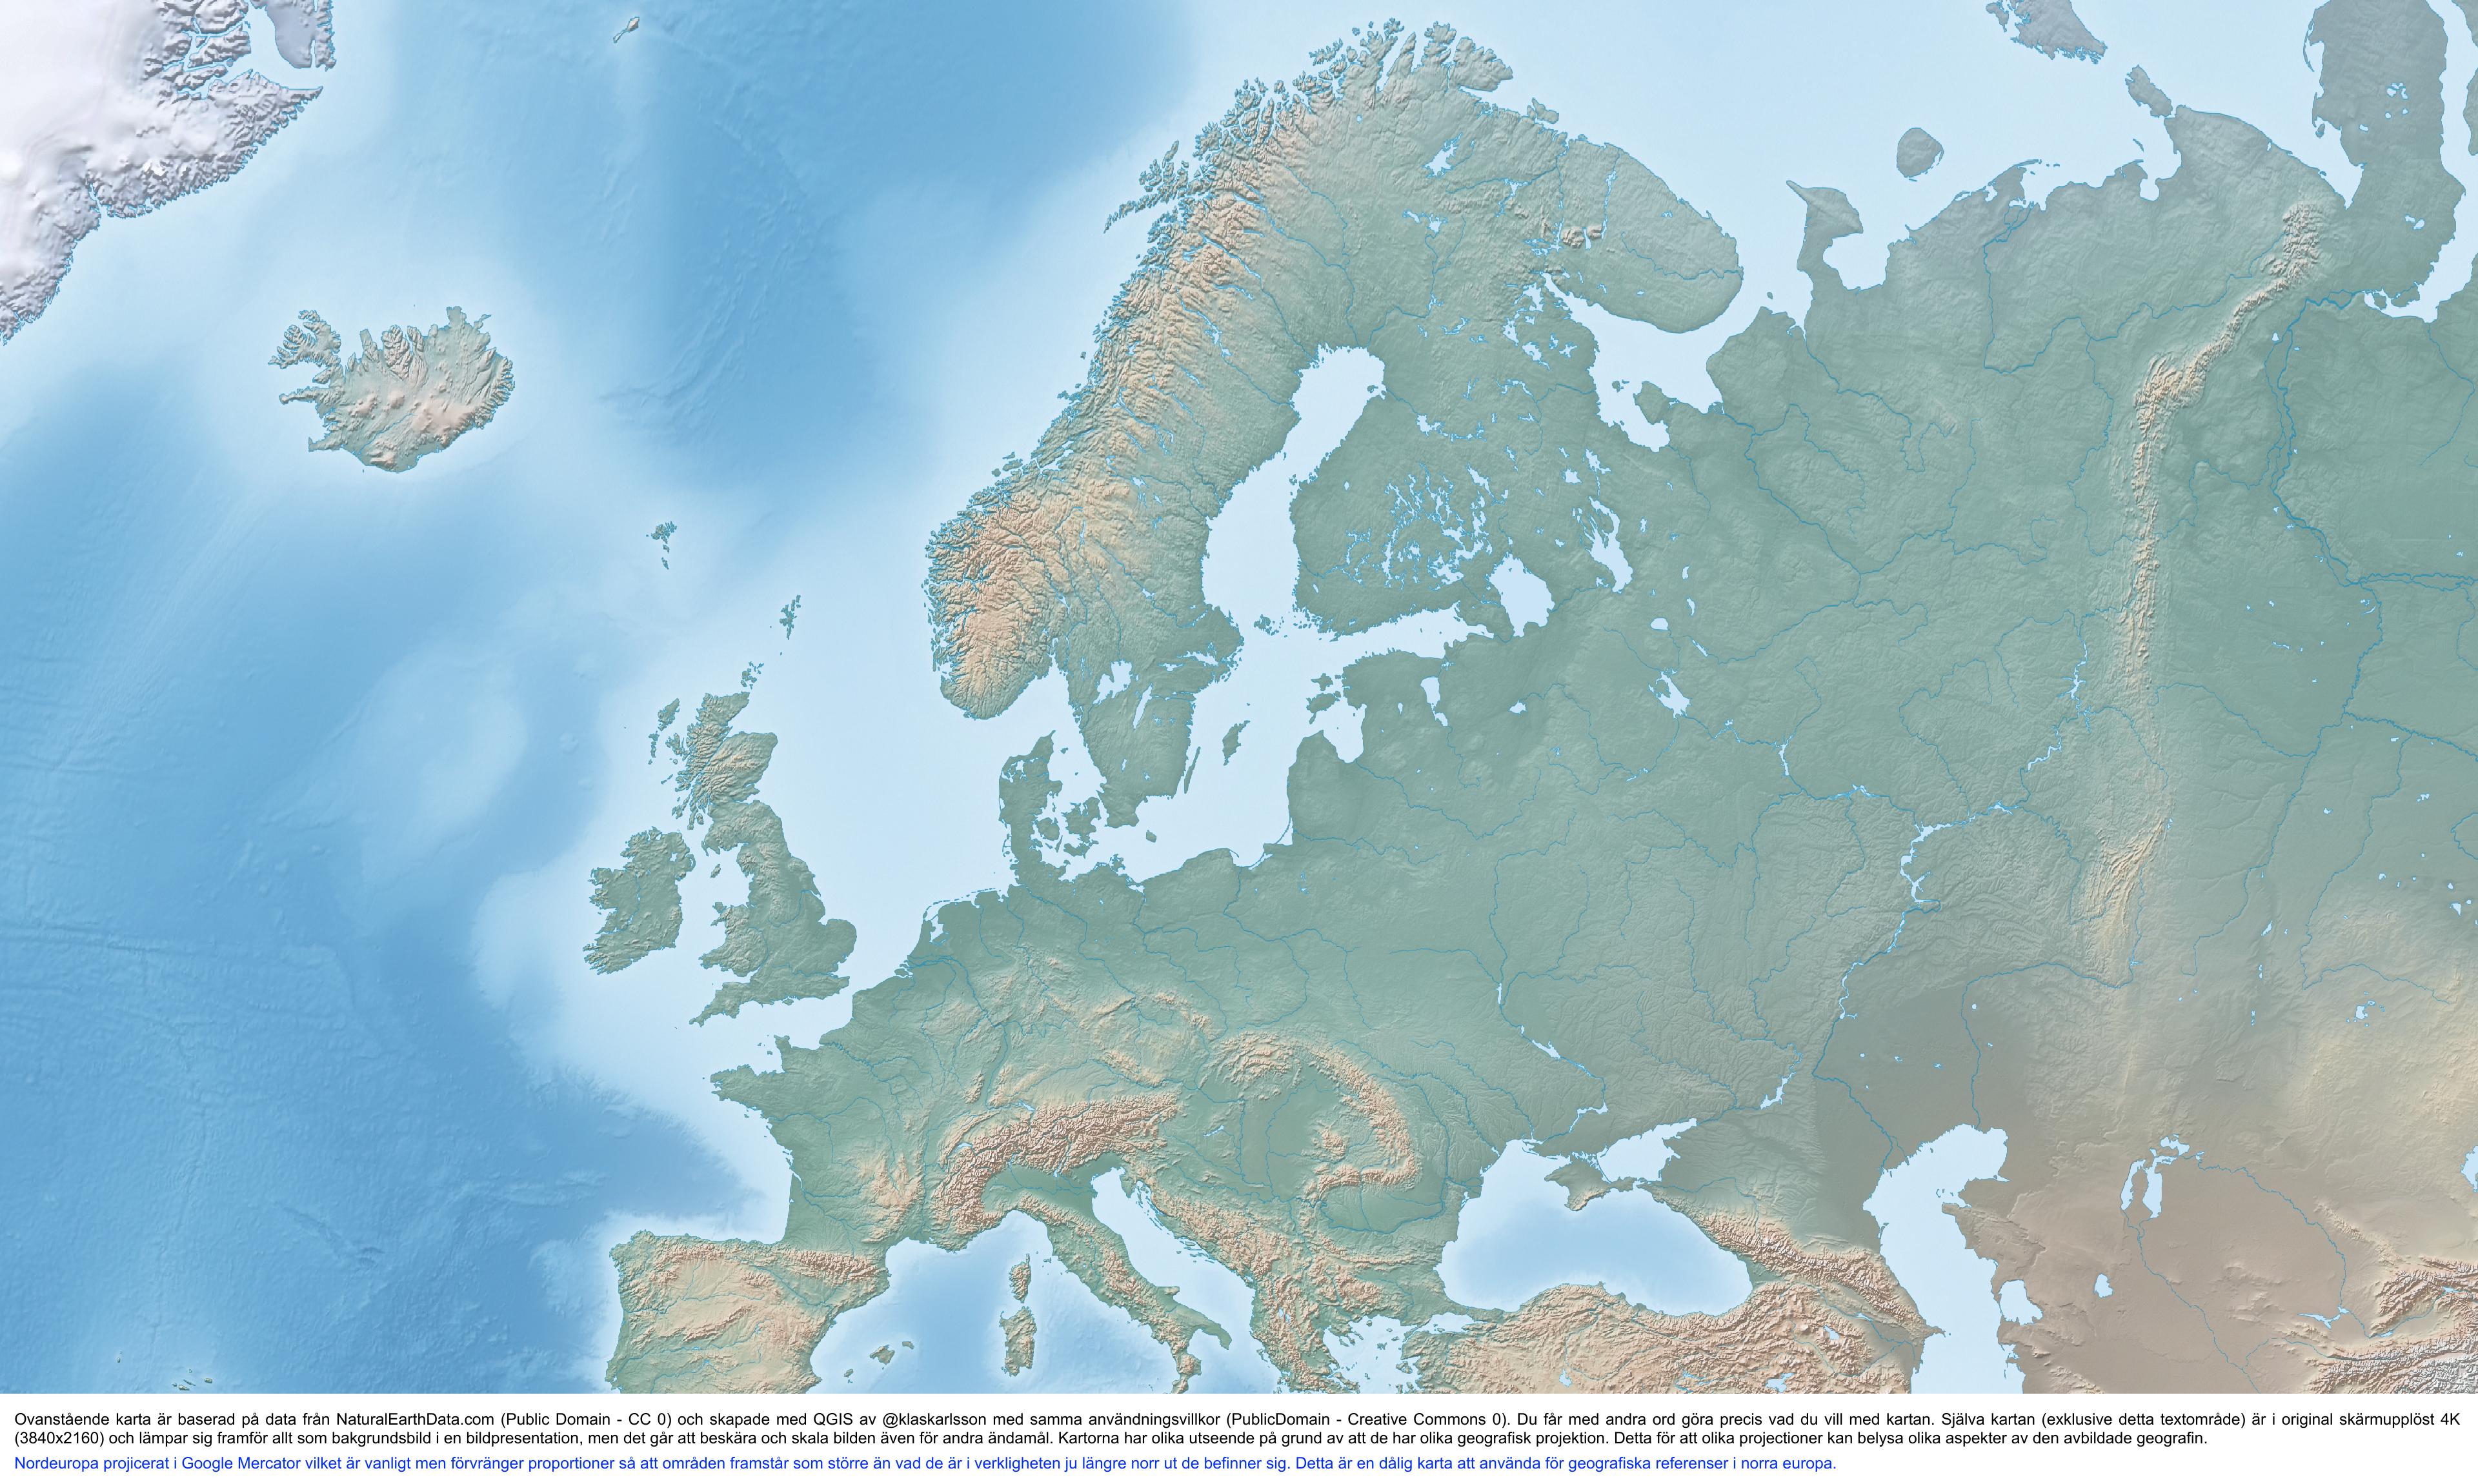 Ovanstående karta är baserad på data från NaturalEarthData.com (Public Domain - CC 0) och skapade med QGIS av @klaskarlsson med samma användningsvillkor (PublicDomain - Creative Commons 0). Du får med andra ord göra precis vad du vill med kartan. Själva kartan (exklusive detta textområde) är i original skärmupplöst 4K
(3840x2160) och lämpar sig framför allt som bakgrundsbild i en bildpresentation, men det går att beskära och skala bilden även för andra ändamål. Kartorna har olika utseende på grund av att de har olika geografisk projektion. Detta för att olika projectioner kan belysa olika aspekter av den avbildade geografin.
Nordeuropa projicerat i Google Mercator vilket är vanligt men förvränger proportioner så att områden framstår som större än vad de är i verkligheten ju längre norr ut de befinner sig. Detta är en dålig karta att använda för geografiska referenser i norra europa.